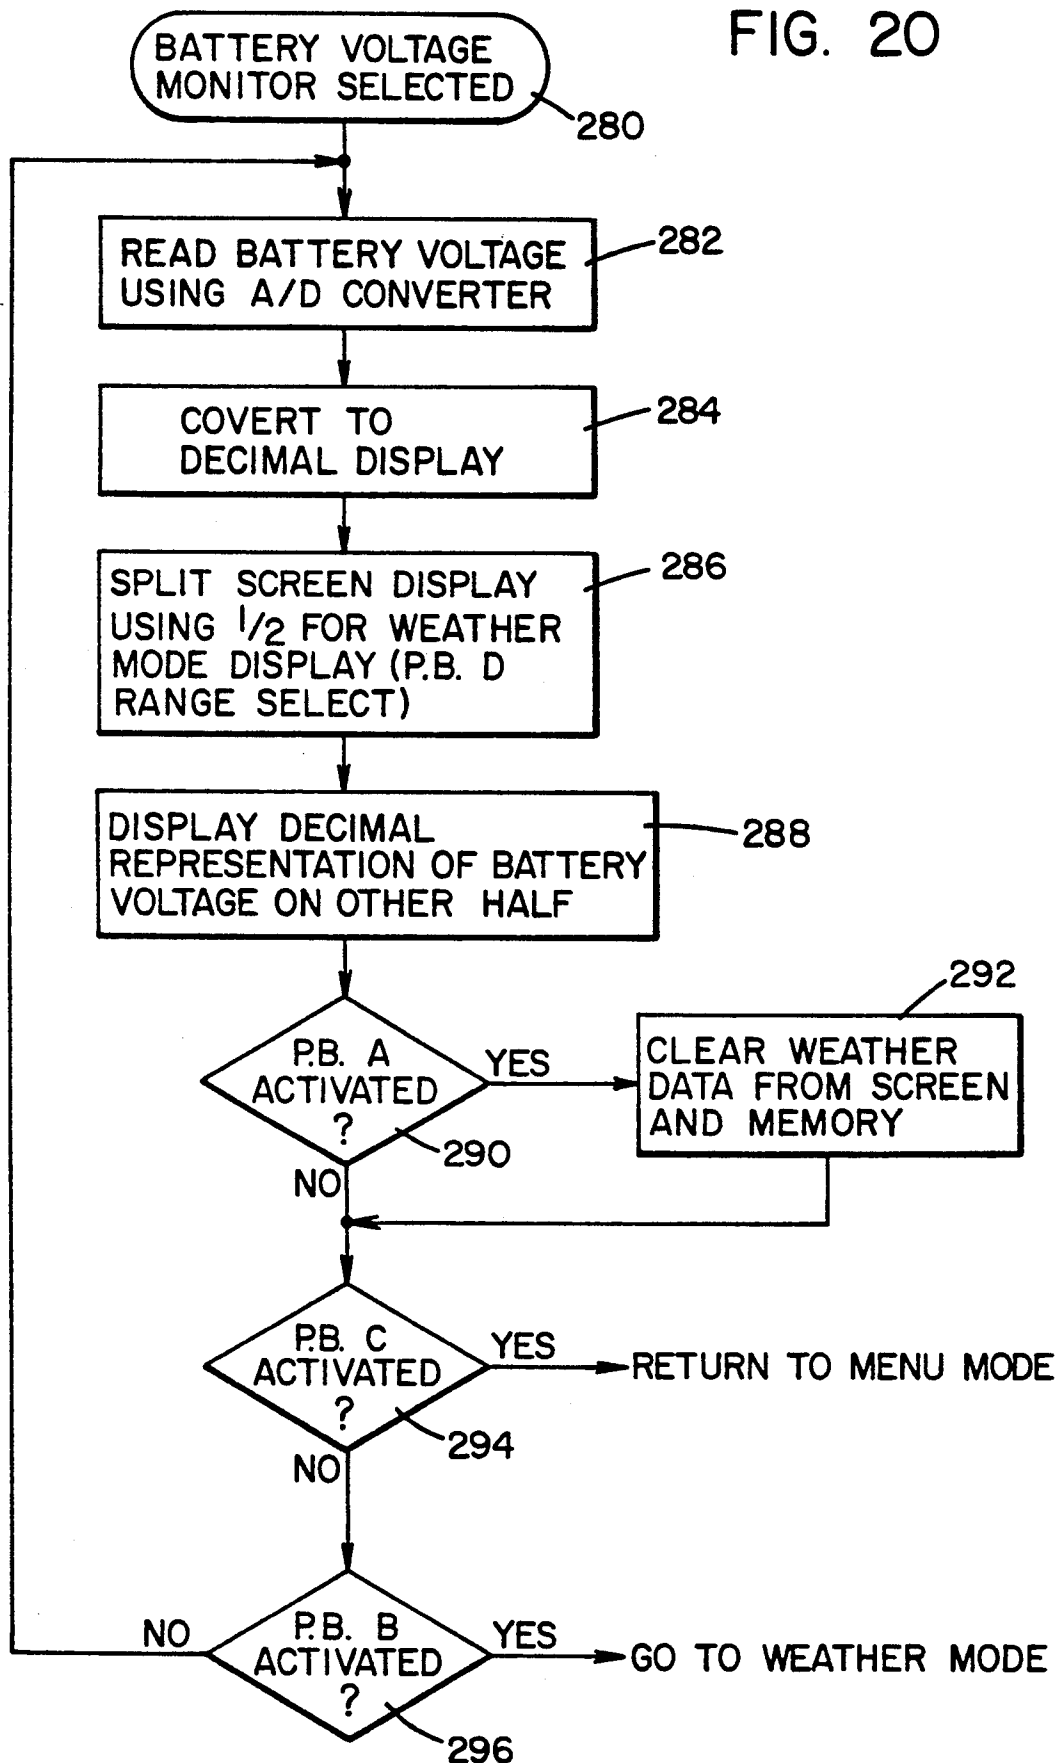 FIG. 20
BATTERY VOLTAGE
MONITOR SELECTED
280
READ BATTERY VOLTAGE
USING A/D CONVERTER
282
COVERT TO
DECIMAL DISPLAY
284
SPLIT SCREEN DISPLAY
USING 1/2 FOR WEATHER
MODE DISPLAY (P.B. D
RANGE SELECT)
286
DISPLAY DECIMAL
REPRESENTATION OF BATTERY
VOLTAGE ON OTHER HALF
288
P.B. A
ACTIVATED
?
290
YES
NO
292
CLEAR WEATHER
DATA FROM SCREEN
AND MEMORY
P.B. C
ACTIVATED
?
294
YES
RETURN TO MENU MODE
NO
P.B. B
ACTIVATED
?
296
NO
YES
GO TO WEATHER MODE